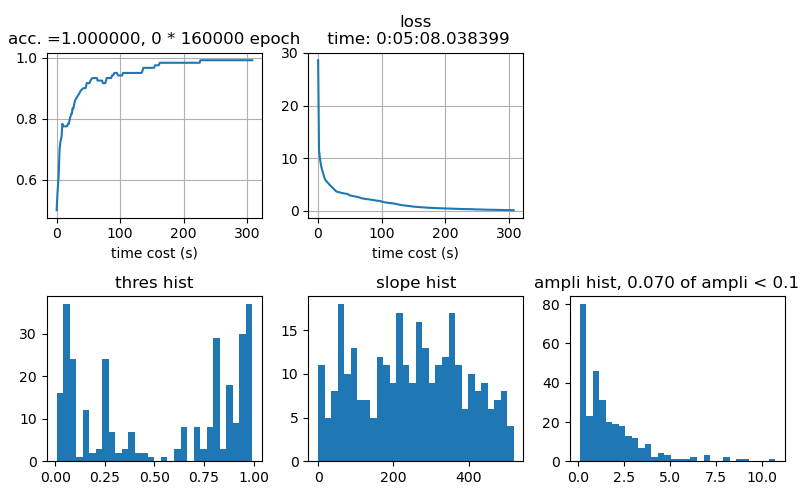 acc. =1.000000, 0 * 160000 epoch
loss
time: 0:05:08.038399
1.0
0.8
0.6
0 100 200 300
time cost (s)
30
20
10
0
0 100 200 300
time cost (s)
thres hist
30
20
10
0
0.00 0.25 0.50 0.75 1.00
slope hist
15
10
5
0
0 200 400
ampli hist, 0.070 of ampli < 0.1
80
60
40
20
0
0.0 2.5 5.0 7.5 10.0